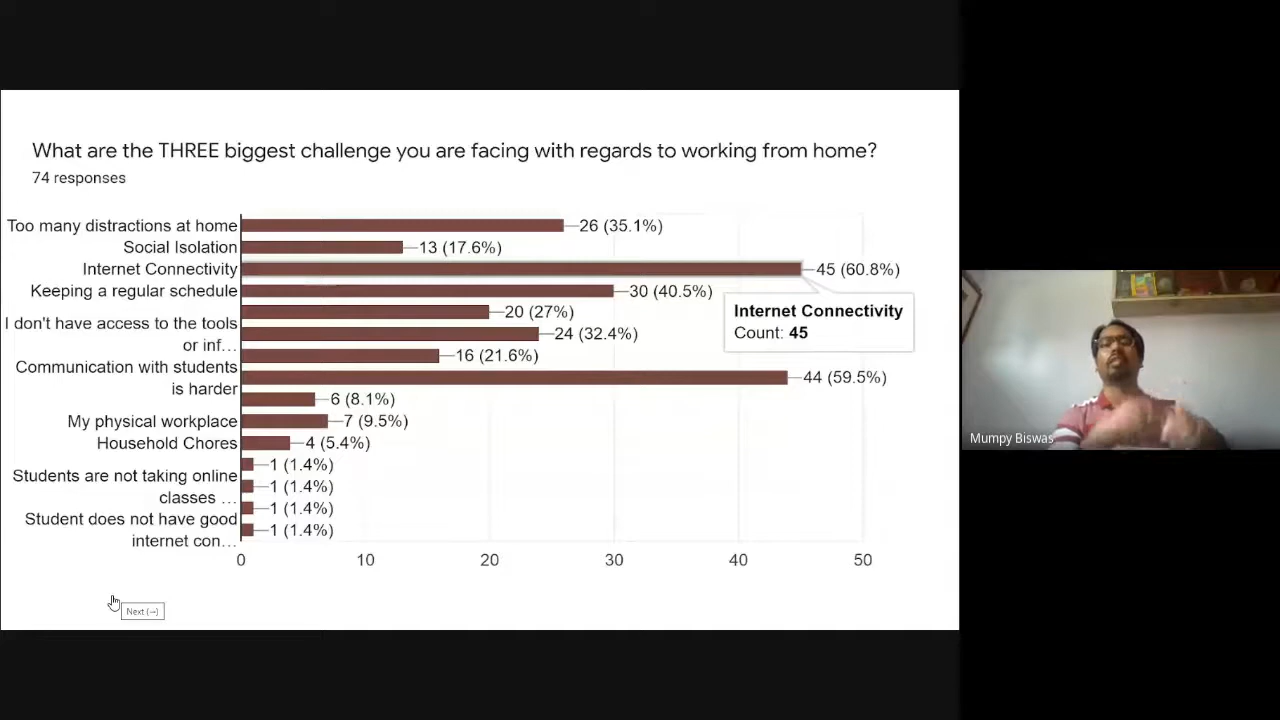 What are the THREE biggest challenge you are facing with regards to working from home?
74 responses
Too many distractions at home
26 (35.1%)
Social Isolation
13 (17.6%)
Internet Connectivity
45 (60.8%)
Keeping a regular schedule
30 (40.5%)
Internet Connectivity
Count: 45
20 (27%)
I don't have access to the tools
or inf…
24 (32.4%)
16 (21.6%)
Communication with students
is harder
44 (59.5%)
6 (8.1%)
My physical workplace
7 (9.5%)
Household Chores
4 (5.4%)
1 (1.4%)
Students are not taking online
classes …
1 (1.4%)
1 (1.4%)
Student does not have good
internet con…
1 (1.4%)
0 10 20 30 40 50
Next (→)
Mumpy Biswas